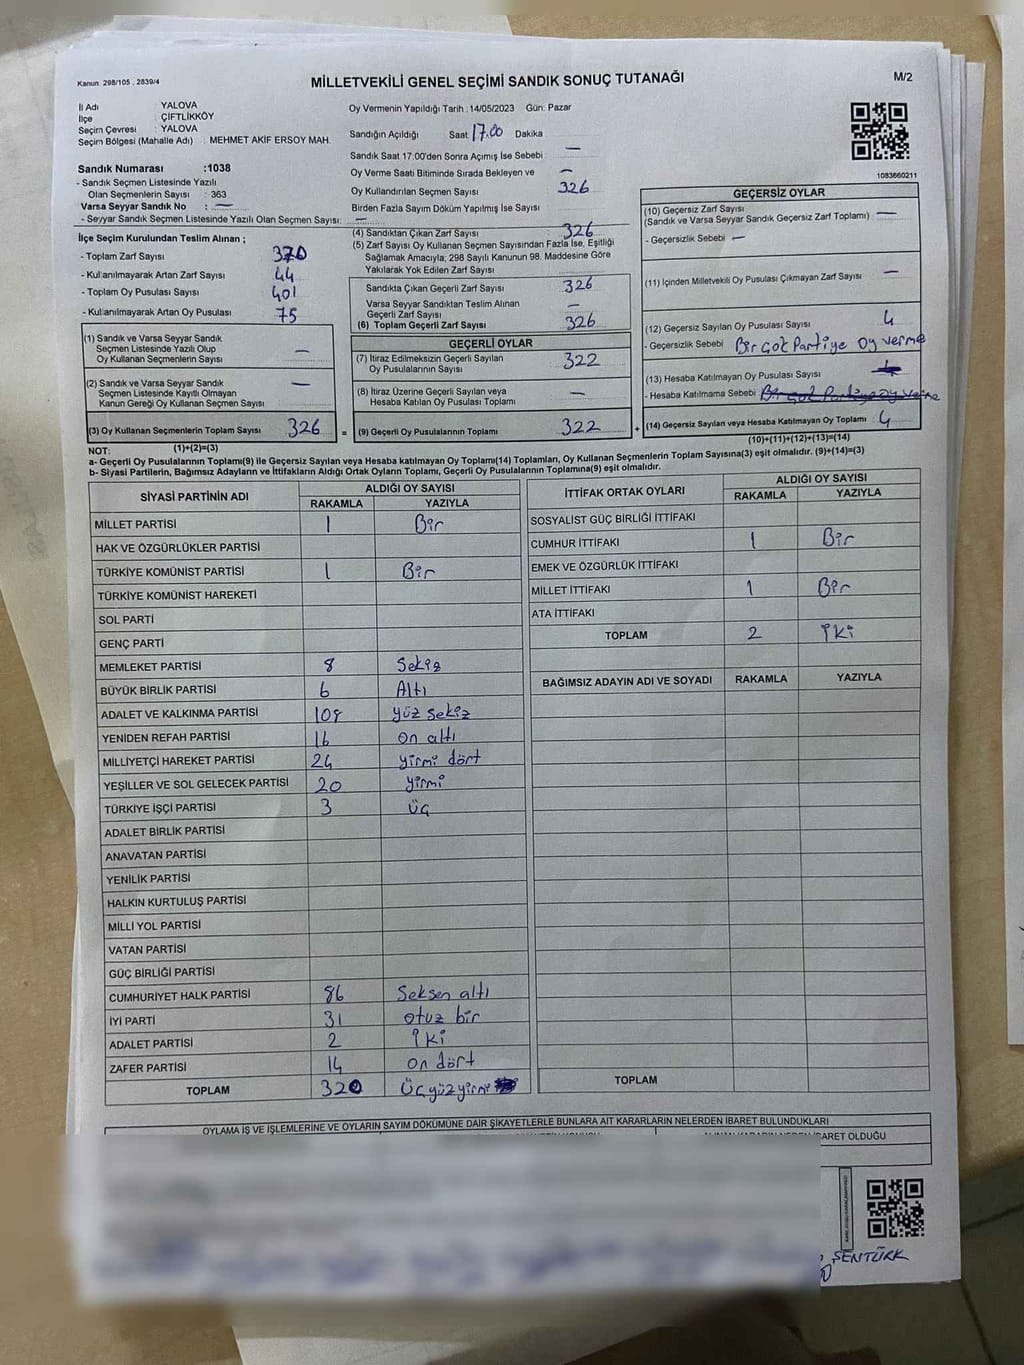 Kanun 298/105 , 2839/4
MİLLETVEKİLİ GENEL SEÇİMİ SANDIK SONUÇ TUTANAĞI
M/2
İl Adı : YALOVA
İlçe : ÇİFTLİKKÖY
Seçim Çevresi : YALOVA
Seçim Bölgesi (Mahalle Adı) : MEHMET AKİF ERSOY MAH.
Sandık Numarası :1038
- Sandık Seçmen Listesinde Yazılı
Olan Seçmenlerin Sayısı : 363
Varsa Seyyar Sandık No : —
- Seyyar Sandık Seçmen Listesinde Yazılı Olan Seçmen Sayısı: —
Oy Vermenin Yapıldığı Tarih :14/05/2023 Gün: Pazar
Sandığın Açıldığı Saat 17.00 Dakika
Sandık Saat 17:00'den Sonra Açımış İse Sebebi : —
Oy Verme Saati Bitiminde Sırada Bekleyen ve —
Oy Kullandırılan Seçmen Sayısı 326
Birden Fazla Sayım Döküm Yapılmış İse Sayısı
1083660211
İlçe Seçim Kurulundan Teslim Alınan ;
- Toplam Zarf Sayısı : 370
- Kullanılmayarak Artan Zarf Sayısı : 44
- Toplam Oy Pusulası Sayısı : 401
- Kullanılmayarak Artan Oy Pusulası : 75
(1) Sandık ve Varsa Seyyar Sandık
Seçmen Listesinde Yazılı Olup
Oy Kullanan Seçmenlerin Sayısı —
(2) Sandık ve Varsa Seyyar Sandık
Seçmen Listesinde Kayıtlı Olmayan
Kanun Gereği Oy Kullanan Seçmen Sayısı —
(3) Oy Kullanan Seçmenlerin Toplam Sayısı 326 =
(1)+(2)=(3)
(4) Sandıktan Çıkan Zarf Sayısı : 326
(5) Zarf Sayısı Oy Kullanan Seçmen Sayısından Fazla İse, Eşitliği
Sağlamak Amacıyla; 298 Sayılı Kanunun 98. Maddesine Göre
Yakılarak Yok Edilen Zarf Sayısı
Sandıkta Çıkan Geçerli Zarf Sayısı 326
Varsa Seyyar Sandıktan Teslim Alınan
Geçerli Zarf Sayısı —
(6) Toplam Geçerli Zarf Sayısı 326
GEÇERLİ OYLAR
(7) İtiraz Edilmeksizin Geçerli Sayılan
Oy Pusulalarının Sayısı 322
(8) İtiraz Üzerine Geçerli Sayılan veya
Hesaba Katılan Oy Pusulası Toplamı —
(9) Geçerli Oy Pusulalarının Toplamı 322 +
GEÇERSİZ OYLAR
(10) Geçersiz Zarf Sayısı
(Sandık ve Varsa Seyyar Sandık Geçersiz Zarf Toplamı) —
- Geçersizlik Sebebi —
(11) İçinden Milletvekili Oy Pusulası Çıkmayan Zarf Sayısı —
(12) Geçersiz Sayılan Oy Pusulası Sayısı 4
- Geçersizlik Sebebi Birçok Partiye Oy verme
(13) Hesaba Katılmayan Oy Pusulası Sayısı
- Hesaba Katılmama Sebebi Birçok Partiye oy verme
(14) Geçersiz Sayılan veya Hesaba Katılmayan Oy Toplamı 4
(10)+(11)+(12)+(13)=(14)
NOT:
a- Geçerli Oy Pusulalarının Toplamı(9) ile Geçersiz Sayılan veya Hesaba katılmayan Oy Toplamı(14) Toplamları, Oy Kullanan Seçmenlerin Toplam Sayısına(3) eşit olmalıdır. (9)+(14)=(3)
b- Siyasi Partilerin, Bağımsız Adayların ve İttifakların Aldığı Ortak Oyların Toplamı, Geçerli Oy Pusulalarının Toplamına(9) eşit olmalıdır.
SİYASİ PARTİNİN ADI ALDIĞI OY SAYISI
RAKAMLA YAZIYLA
MİLLET PARTİSİ 1 Bir
HAK VE ÖZGÜRLÜKLER PARTİSİ
TÜRKİYE KOMÜNİST PARTİSİ 1 Bir
TÜRKİYE KOMÜNİST HAREKETİ
SOL PARTİ
GENÇ PARTİ
MEMLEKET PARTİSİ 8 Sekiz
BÜYÜK BİRLİK PARTİSİ 6 Altı
ADALET VE KALKINMA PARTİSİ 108 yüz sekiz
YENİDEN REFAH PARTİSİ 16 on altı
MİLLİYETÇİ HAREKET PARTİSİ 24 yirmi dört
YEŞİLLER VE SOL GELECEK PARTİSİ 20 yirmi
TÜRKİYE İŞÇİ PARTİSİ 3 üç
ADALET BİRLİK PARTİSİ
ANAVATAN PARTİSİ
YENİLİK PARTİSİ
HALKIN KURTULUŞ PARTİSİ
MİLLİ YOL PARTİSİ
VATAN PARTİSİ
GÜÇ BİRLİĞİ PARTİSİ
CUMHURİYET HALK PARTİSİ 86 Seksen altı
İYİ PARTİ 31 otuz bir
ADALET PARTİSİ 2 iki
ZAFER PARTİSİ 14 on dört
TOPLAM 320 üçyüzyirmi
İTTİFAK ORTAK OYLARI ALDIĞI OY SAYISI
RAKAMLA YAZIYLA
SOSYALİST GÜÇ BİRLİĞİ İTTİFAKI
CUMHUR İTTİFAKI 1 Bir
EMEK VE ÖZGÜRLÜK İTTİFAKI
MİLLET İTTİFAKI 1 Bir
ATA İTTİFAKI
TOPLAM 2 iki
BAĞIMSIZ ADAYIN ADI VE SOYADI RAKAMLA YAZIYLA
TOPLAM
OYLAMA İŞ VE İŞLEMLERİNE VE OYLARIN SAYIM DÖKÜMÜNE DAİR ŞİKAYETLERLE BUNLARA AİT KARARLARIN NELERDEN İBARET BULUNDUKLARI
OLDUĞU
ŞENTÜRK